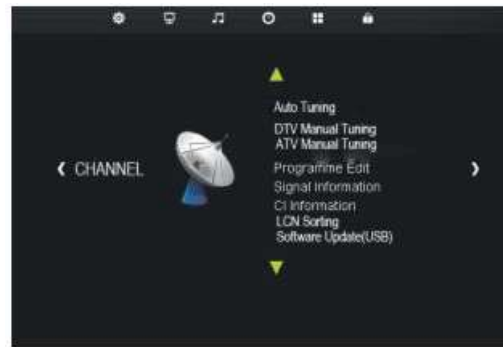 Auto Tuning
DTV Manual Tuning
ATV Manual Tuning
CHANNEL
Programme Edit
Signal Information
CI Information
LCN Sorting
Software Update(USB)